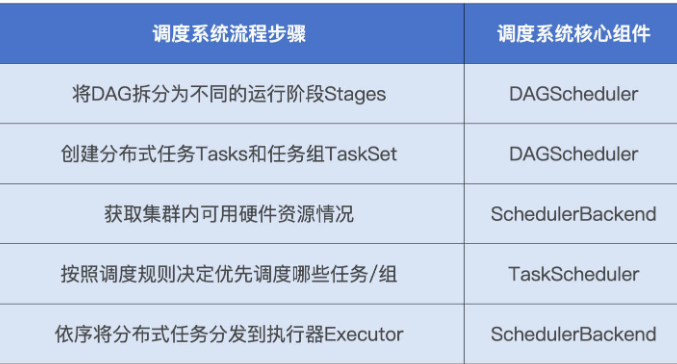 调度系统流程步骤 调度系统核心组件
将DAG拆分为不同的运行阶段Stages DAGScheduler
创建分布式任务Tasks和任务组TaskSet DAGScheduler
获取集群内可用硬件资源情况 SchedulerBackend
按照调度规则决定优先调度哪些任务/组 TaskScheduler
依序将分布式任务分发到执行器Executor SchedulerBackend